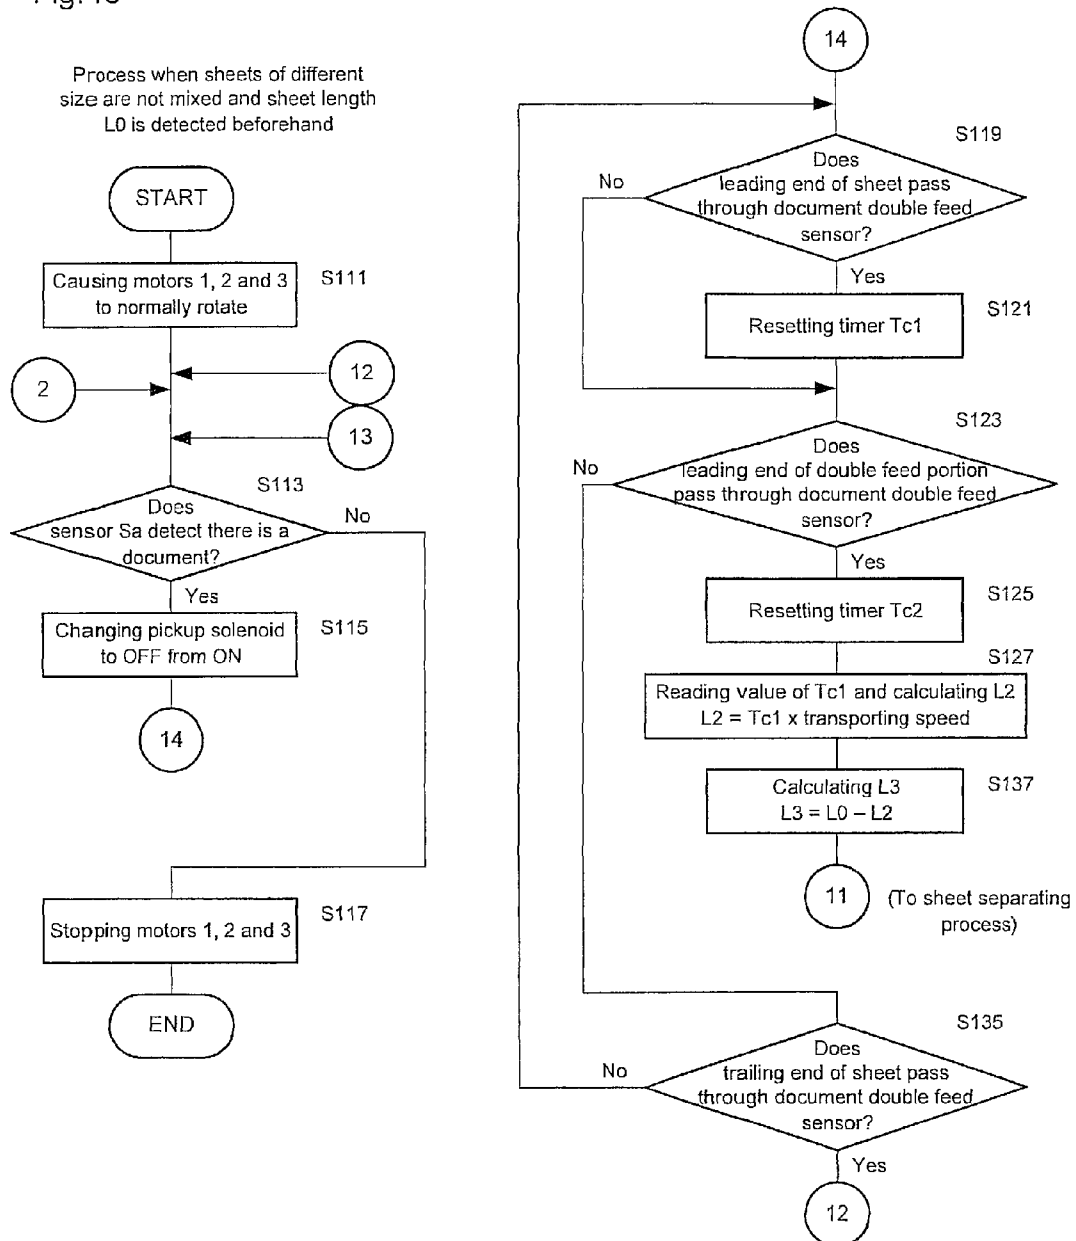 Process when sheets of different
size are not mixed and sheet length
L0 is detected beforehand
START
Causing motors 1, 2 and 3
to normally rotate
S111
2
12
13
S113
Does
sensor Sa detect there is a
document?
No
Yes
Changing pickup solenoid
to OFF from ON
S115
14
Stopping motors 1, 2 and 3
S117
END
14
S119
Does
leading end of sheet pass
through document double feed
sensor?
No
Yes
Resetting timer Tc1
S121
S123
Does
leading end of double feed portion
pass through document double feed
sensor?
No
Yes
Resetting timer Tc2
S125
S127
Reading value of Tc1 and calculating L2
L2 = Tc1 x transporting speed
Calculating L3
L3 = L0 – L2
S137
11
(To sheet separating
process)
S135
Does
trailing end of sheet pass
through document double feed
sensor?
No
Yes
12